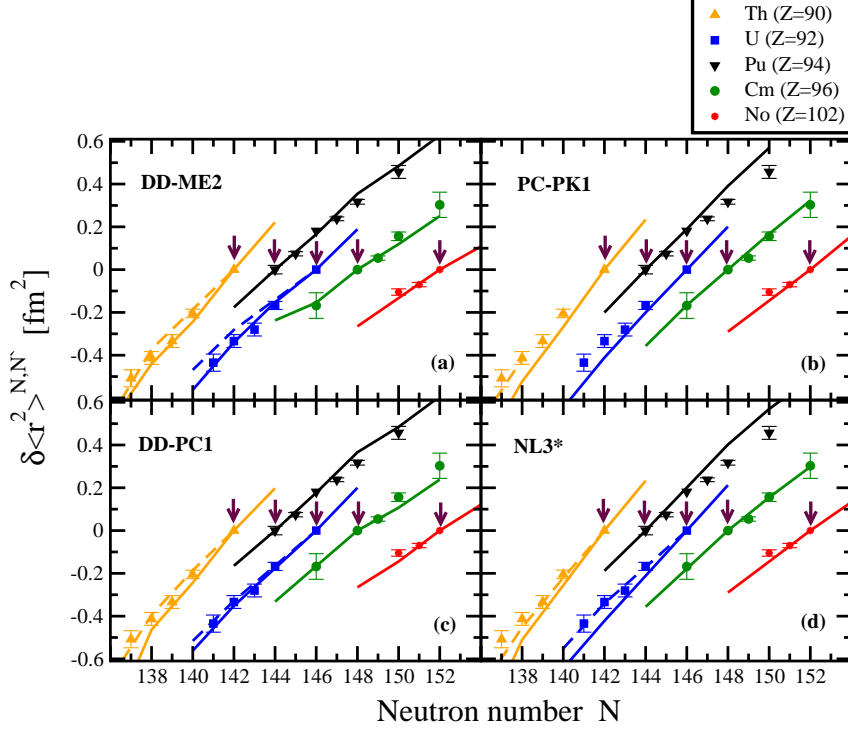 Th (Z=90)
U (Z=92)
Pu (Z=94)
Cm (Z=96)
No (Z=102)
0.6
0.4
0.2
0
-0.2
-0.4
DD-ME2
(a)
PC-PK1
(b)
δ<r²>^N,N` [fm²]
0.6
0.4
0.2
0
-0.2
-0.4
-0.6
DD-PC1
(c)
NL3*
(d)
138 140 142 144 146 148 150 152
138 140 142 144 146 148 150 152
Neutron number N